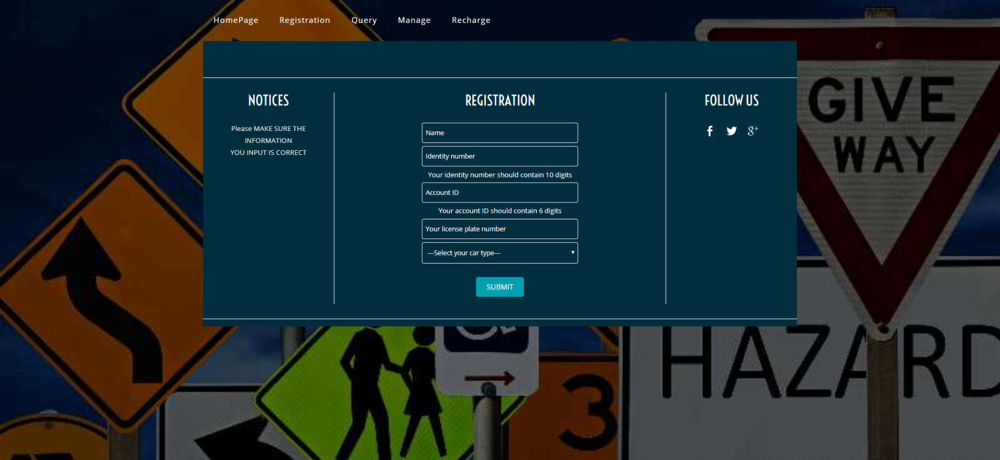 HomePage Registration Query Manage Recharge
NOTICES
Please MAKE SURE THE
INFORMATION
YOU INPUT IS CORRECT
REGISTRATION
Name
Identity number
Your identity number should contain 10 digits
Account ID
Your account ID should contain 6 digits
Your license plate number
---Select your car type---
SUBMIT
FOLLOW US
GIVE
WAY
HAZARD
3